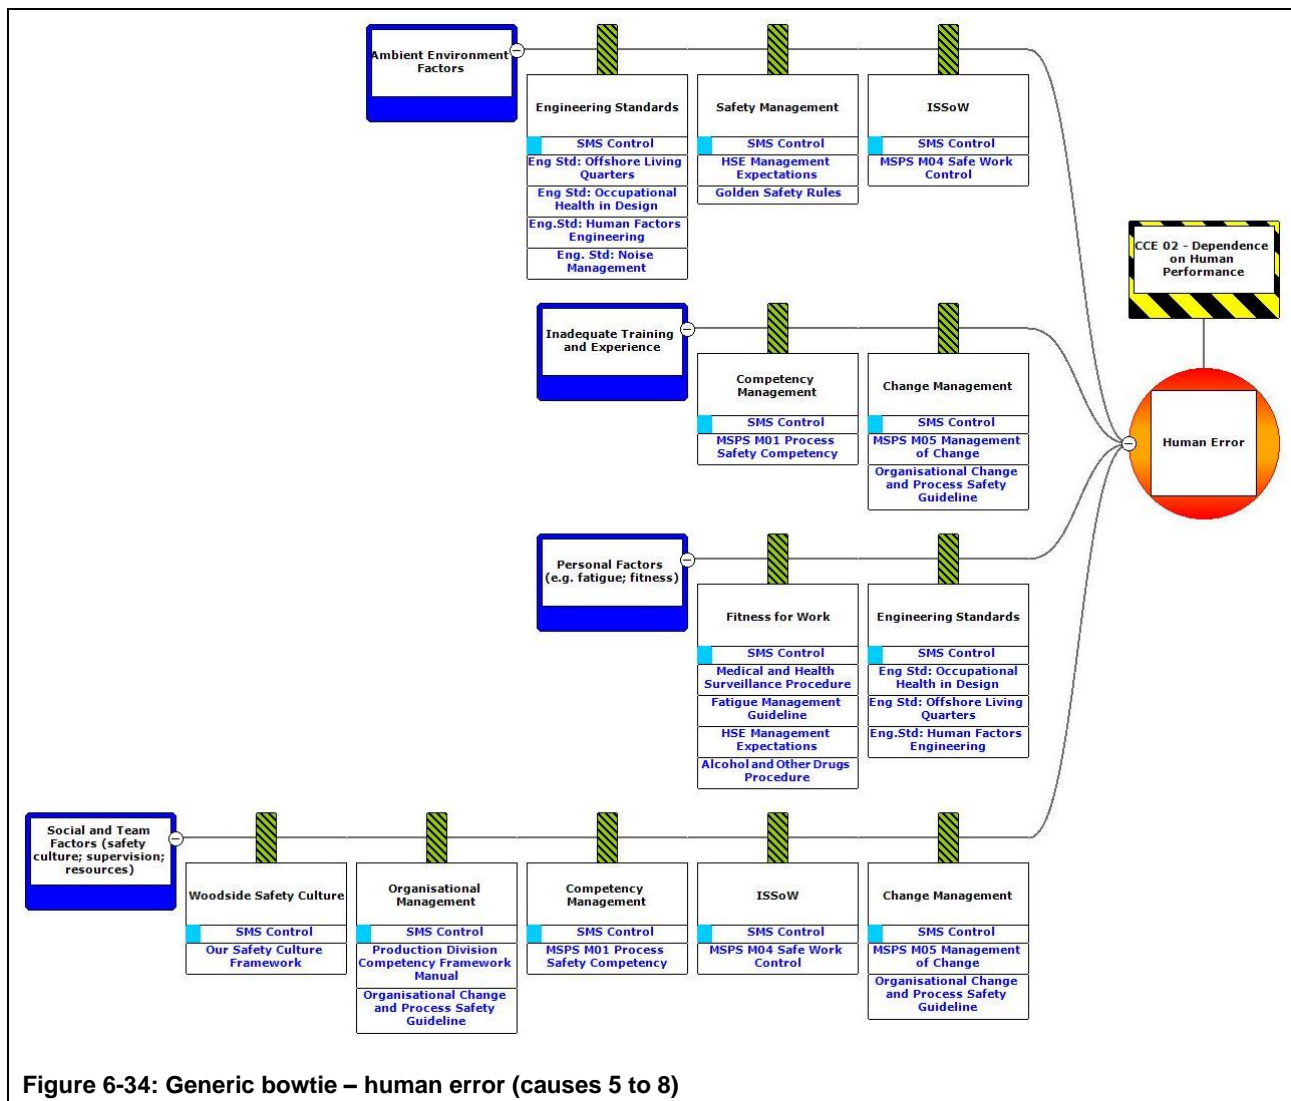 Ambient Environment
Factors
Engineering Standards
SMS Control
Eng Std: Offshore Living
Quarters
Eng Std: Occupational
Health in Design
Eng.Std: Human Factors
Engineering
Eng. Std: Noise
Management
Safety Management
SMS Control
HSE Management
Expectations
Golden Safety Rules
ISSoW
SMS Control
MSPS M04 Safe Work
Control
CCE 02 - Dependence
on Human
Performance
Human Error
Inadequate Training
and Experience
Competency
Management
SMS Control
MSPS M01 Process
Safety Competency
Change Management
SMS Control
MSPS M05 Management
of Change
Organisational Change
and Process Safety
Guideline
Personal Factors
(e.g. fatigue; fitness)
Fitness for Work
SMS Control
Medical and Health
Surveillance Procedure
Fatigue Management
Guideline
HSE Management
Expectations
Alcohol and Other Drugs
Procedure
Engineering Standards
SMS Control
Eng Std: Occupational
Health in Design
Eng Std: Offshore Living
Quarters
Eng.Std: Human Factors
Engineering
Social and Team
Factors (safety
culture; supervision;
resources)
Woodside Safety Culture
SMS Control
Our Safety Culture
Framework
Organisational
Management
SMS Control
Production Division
Competency Framework
Manual
Organisational Change
and Process Safety
Guideline
Competency
Management
SMS Control
MSPS M01 Process
Safety Competency
ISSoW
SMS Control
MSPS M04 Safe Work
Control
Change Management
SMS Control
MSPS M05 Management
of Change
Organisational Change
and Process Safety
Guideline
Figure 6-34: Generic bowtie – human error (causes 5 to 8)